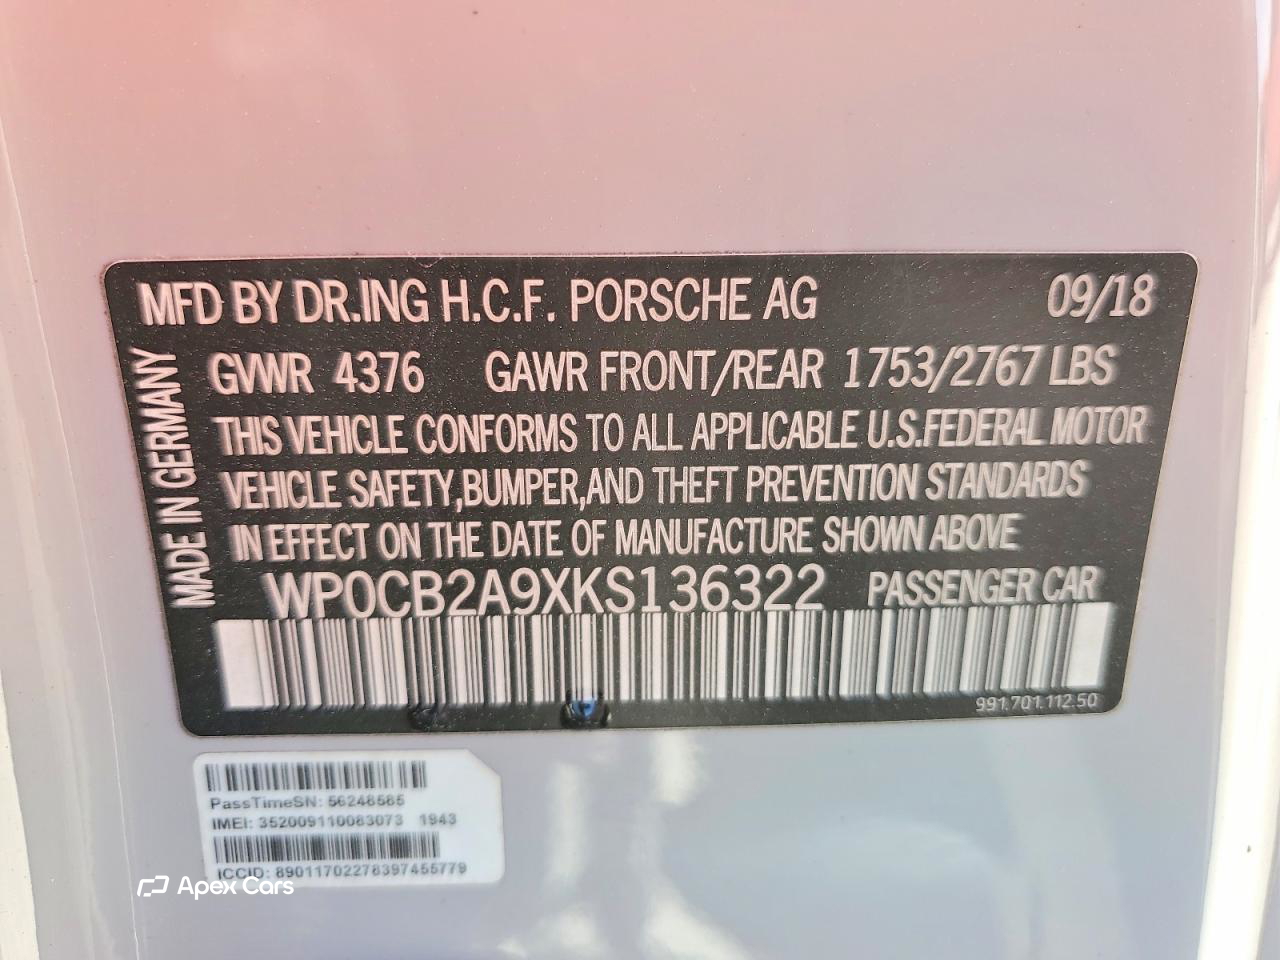 MFD BY DR.ING H.C.F. PORSCHE AG 09/18
GVWR 4376 GAWR FRONT/REAR 1753/2767 LBS
THIS VEHICLE CONFORMS TO ALL APPLICABLE U.S.FEDERAL MOTOR
VEHICLE SAFETY,BUMPER,AND THEFT PREVENTION STANDARDS
IN EFFECT ON THE DATE OF MANUFACTURE SHOWN ABOVE
WP0CB2A9XKS136322 PASSENGER CAR
MADE IN GERMANY
991.701.112.50
PassTimeSN: 56248585
IMEI: 352009110083073 1943
ICCID: 89011702278397455779
Apex Cars